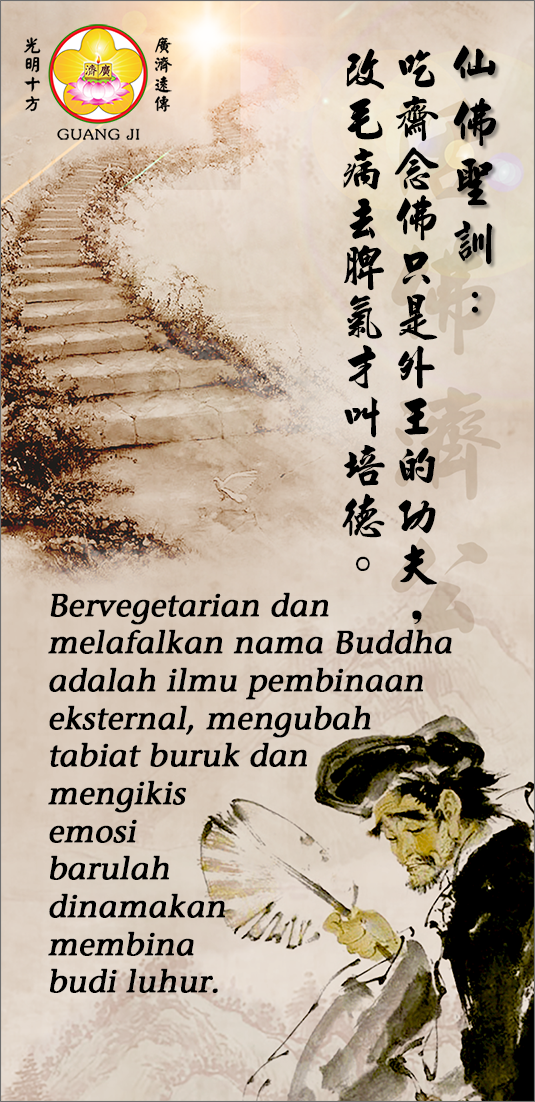 光明十方
廣濟遠傳
廣濟
GUANG JI
仙佛聖訓：
吃齋念佛只是外王的功夫，
改毛病去脾氣才叫培德。
Bervegetarian dan
melafalkan nama Buddha
adalah ilmu pembinaan
eksternal, mengubah
tabiat buruk dan
mengikis
emosi
barulah
dinamakan
membina
budi luhur.